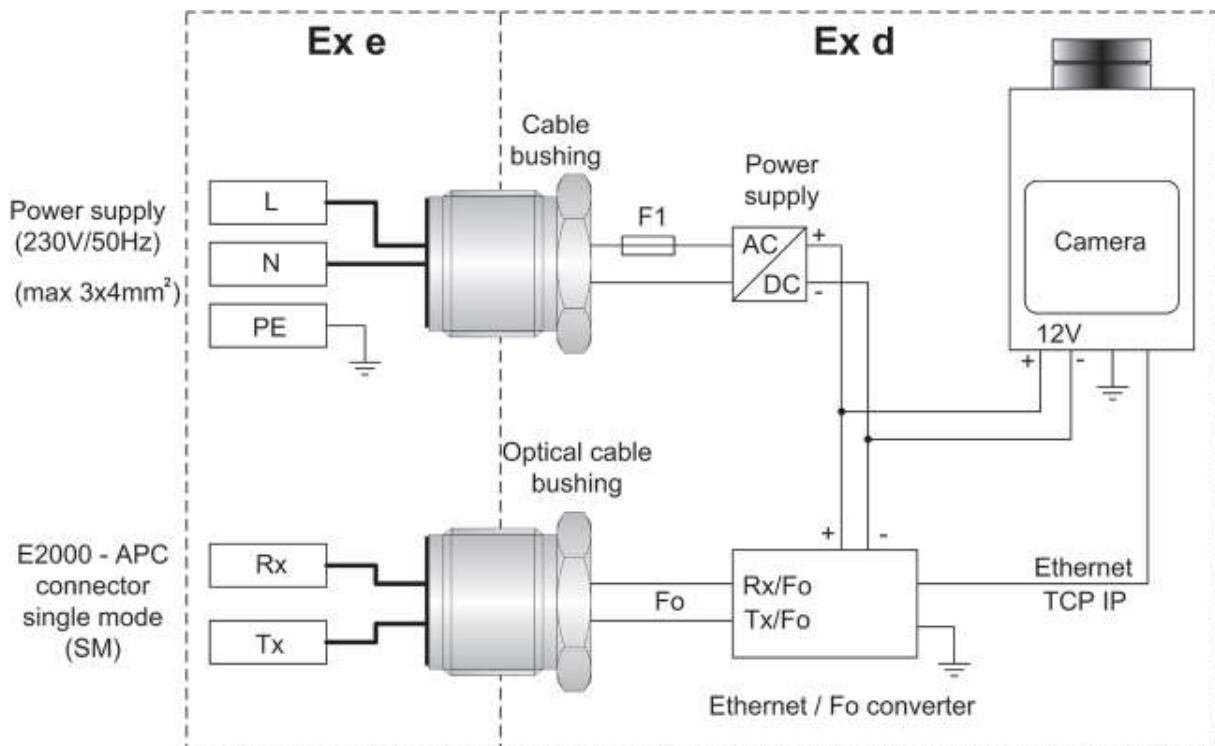 Ex e
Ex d
Cable
bushing
Power
supply
Power supply
(230V/50Hz)
(max 3x4mm²)
L
N
PE
F1
AC
DC
+
-
Camera
12V
+
-
Optical cable
bushing
E2000 - APC
connector
single mode
(SM)
Rx
Tx
Fo
+
-
Rx/Fo
Tx/Fo
Ethernet
TCP IP
Ethernet / Fo converter